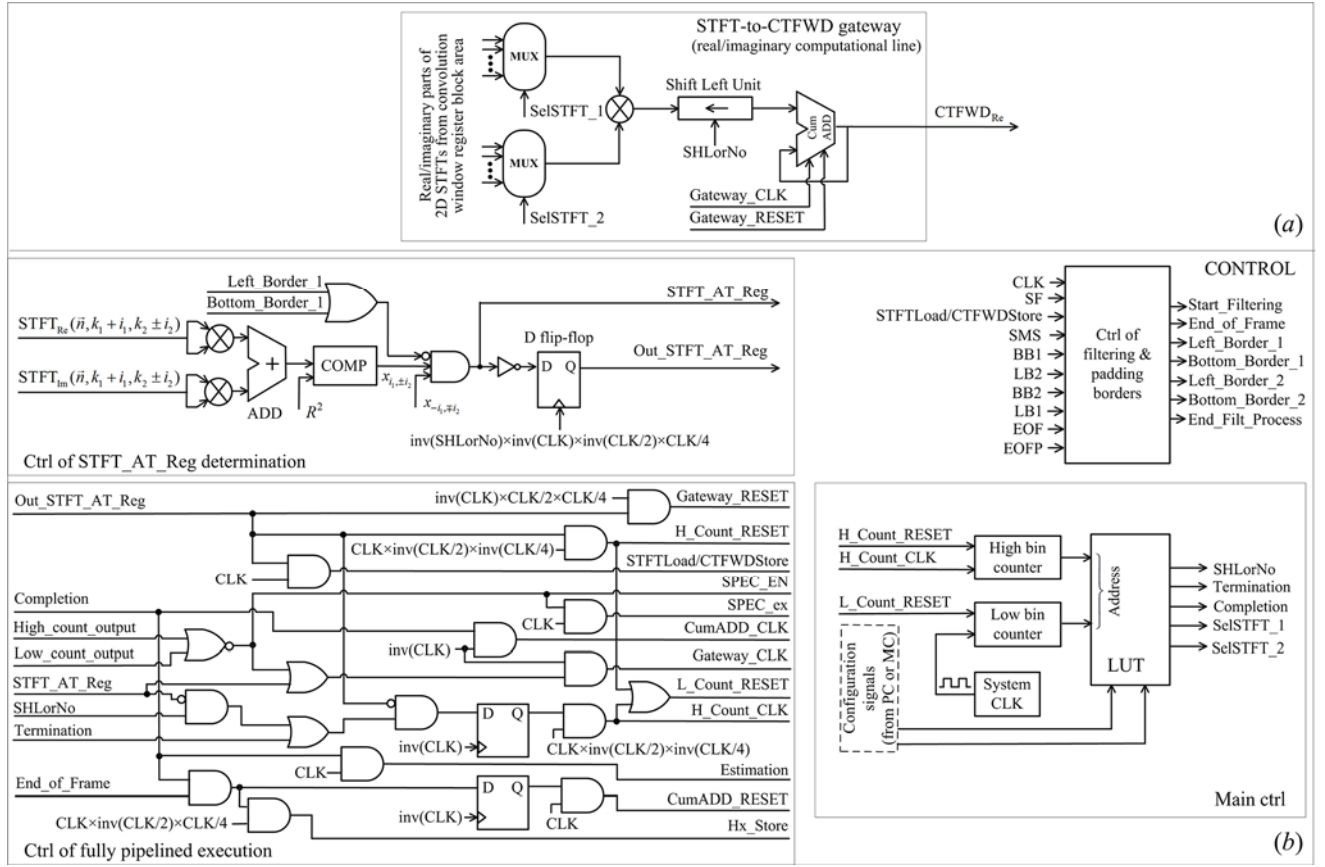 STFT-to-CTFWD gateway
(real/imaginary computational line)
Real/imaginary parts of
2D STFTs from convolution
window register block area
MUX
SelSTFT_1
MUX
SelSTFT_2
Shift Left Unit
←
SHLorNo
Cum
ADD
CTFWD_Re
Gateway_CLK
Gateway_RESET
(a)
Left_Border_1
Bottom_Border_1
STFT_Re(n⃗, k₁ + i₁, k₂ ± i₂)
STFT_Im(n⃗, k₁ + i₁, k₂ ± i₂)
+
ADD
R²
COMP
x_{i₁,±i₂}
x_{−i₁,∓i₂}
STFT_AT_Reg
D flip-flop
D Q
Out_STFT_AT_Reg
inv(SHLorNo)×inv(CLK)×inv(CLK/2)×CLK/4
Ctrl of STFT_AT_Reg determination
CONTROL
CLK
SF
STFTLoad/CTFWDStore
SMS
BB1
LB2
BB2
LB1
EOF
EOFP
Ctrl of
filtering &
padding
borders
Start_Filtering
End_of_Frame
Left_Border_1
Bottom_Border_1
Left_Border_2
Bottom_Border_2
End_Filt_Process
Out_STFT_AT_Reg
inv(CLK)×CLK/2×CLK/4
Gateway_RESET
H_Count_RESET
CLK×inv(CLK/2)×inv(CLK/4)
STFTLoad/CTFWDStore
CLK
SPEC_EN
Completion
SPEC_ex
CLK
High_count_output
CumADD_CLK
inv(CLK)
Low_count_output
Gateway_CLK
STFT_AT_Reg
L_Count_RESET
SHLorNo
D Q
H_Count_CLK
Termination
inv(CLK)
CLK×inv(CLK/2)×inv(CLK/4)
CLK
Estimation
End_of_Frame
D Q
CumADD_RESET
inv(CLK)
CLK
CLK×inv(CLK/2)×CLK/4
Hx_Store
Ctrl of fully pipelined execution
H_Count_RESET
H_Count_CLK
High bin
counter
L_Count_RESET
Low bin
counter
Configuration
signals
(from PC or MC)
System
CLK
Address
LUT
SHLorNo
Termination
Completion
SelSTFT_1
SelSTFT_2
Main ctrl
(b)